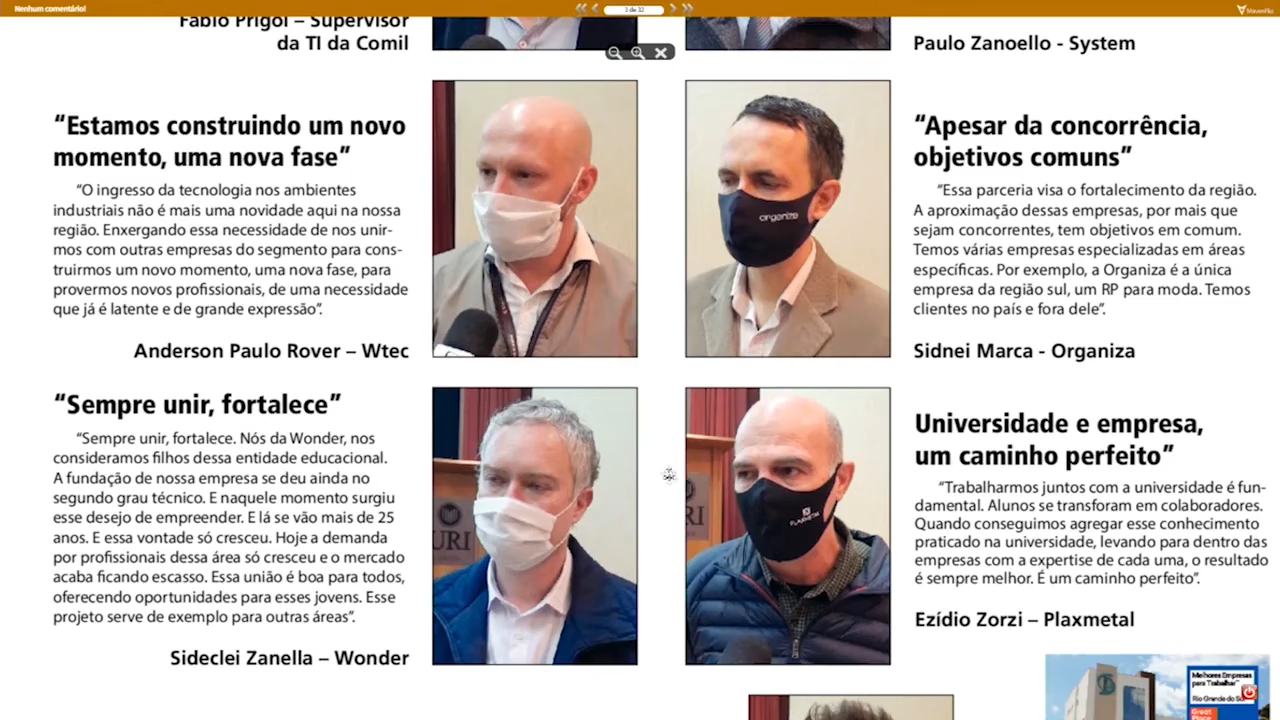 Nenhum comentário!
3 de 32
MavenFlip
Fábio Prigol – Supervisor
da TI da Comil
Paulo Zanoello - System
“Estamos construindo um novo
momento, uma nova fase”
“O ingresso da tecnologia nos ambientes
industriais não é mais uma novidade aqui na nossa
região. Enxergando essa necessidade de nos unir-
mos com outras empresas do segmento para cons-
truirmos um novo momento, uma nova fase, para
provermos novos profissionais, de uma necessidade
que já é latente e de grande expressão”.
Anderson Paulo Rover – Wtec
organize
“Apesar da concorrência,
objetivos comuns”
“Essa parceria visa o fortalecimento da região.
A aproximação dessas empresas, por mais que
sejam concorrentes, tem objetivos em comum.
Temos várias empresas especializadas em áreas
específicas. Por exemplo, a Organiza é a única
empresa da região sul, um RP para moda. Temos
clientes no país e fora dele”.
Sidnei Marca - Organiza
“Sempre unir, fortalece”
“Sempre unir, fortalece. Nós da Wonder, nos
consideramos filhos dessa entidade educacional.
A fundação de nossa empresa se deu ainda no
segundo grau técnico. E naquele momento surgiu
esse desejo de empreender. E lá se vão mais de 25
anos. E essa vontade só cresceu. Hoje a demanda
por profissionais dessa área só cresceu e o mercado
acaba ficando escasso. Essa união é boa para todos,
oferecendo oportunidades para esses jovens. Esse
projeto serve de exemplo para outras áreas”.
Sideclei Zanella – Wonder
URI
RI
PLAXMETAL
Universidade e empresa,
um caminho perfeito”
“Trabalharmos juntos com a universidade é fun-
damental. Alunos se transforam em colaboradores.
Quando conseguimos agregar esse conhecimento
praticado na universidade, levando para dentro das
empresas com a expertise de cada uma, o resultado
é sempre melhor. É um caminho perfeito”.
Ezídio Zorzi – Plaxmetal
Melhores Empresas
para Trabalhar
Rio Grande do Sul
Great
Place